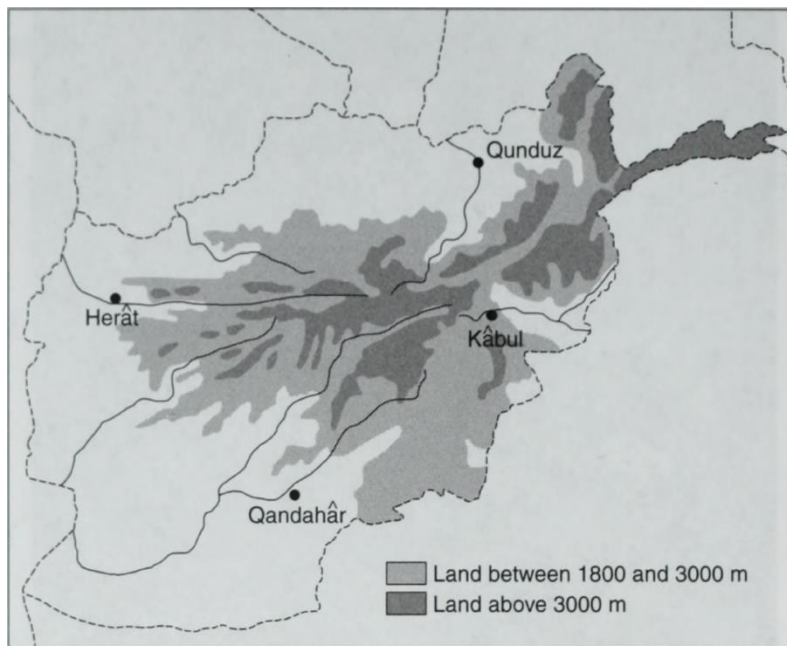 Qunduz
Herât
Kâbul
Qandahâr
Land between 1800 and 3000 m
Land above 3000 m